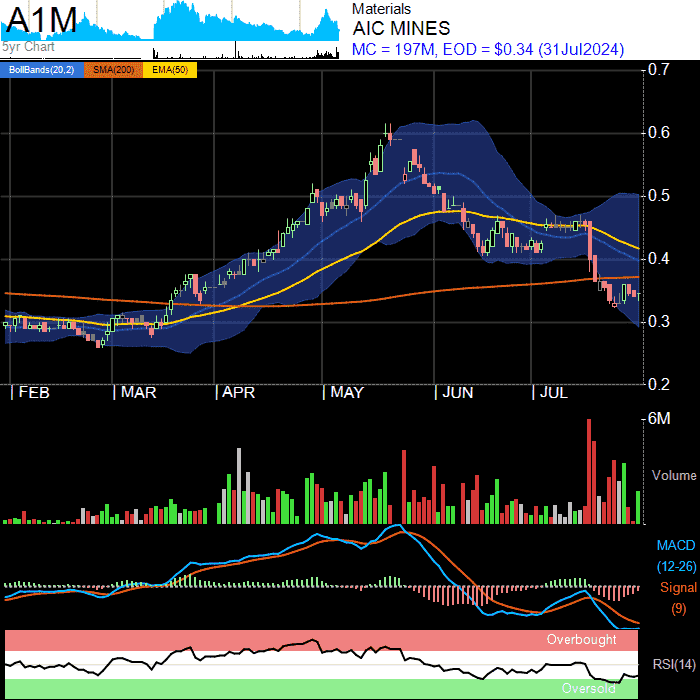 A1M
5yr Chart
Materials
AIC MINES
MC = 197M, EOD = $0.34 (31Jul2024)
BollBands(20,2) SMA(200) EMA(50)
0.7
0.6
0.5
0.4
0.3
0.2
FEB MAR APR MAY JUN JUL
6M
Volume
MACD
(12-26)
Signal
(9)
Overbought
RSI(14)
Oversold